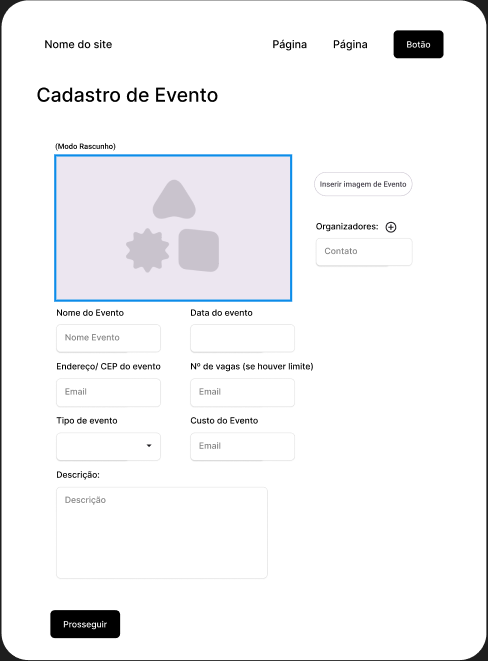 Nome do site
Página
Página
Botão
Cadastro de Evento
(Modo Rascunho)
Inserir imagem de Evento
Organizadores:
Contato
Nome do Evento
Data do evento
Nome Evento
Endereço/ CEP do evento
Nº de vagas (se houver limite)
Email
Email
Tipo de evento
Custo do Evento
Email
Descrição:
Descrição
Prosseguir